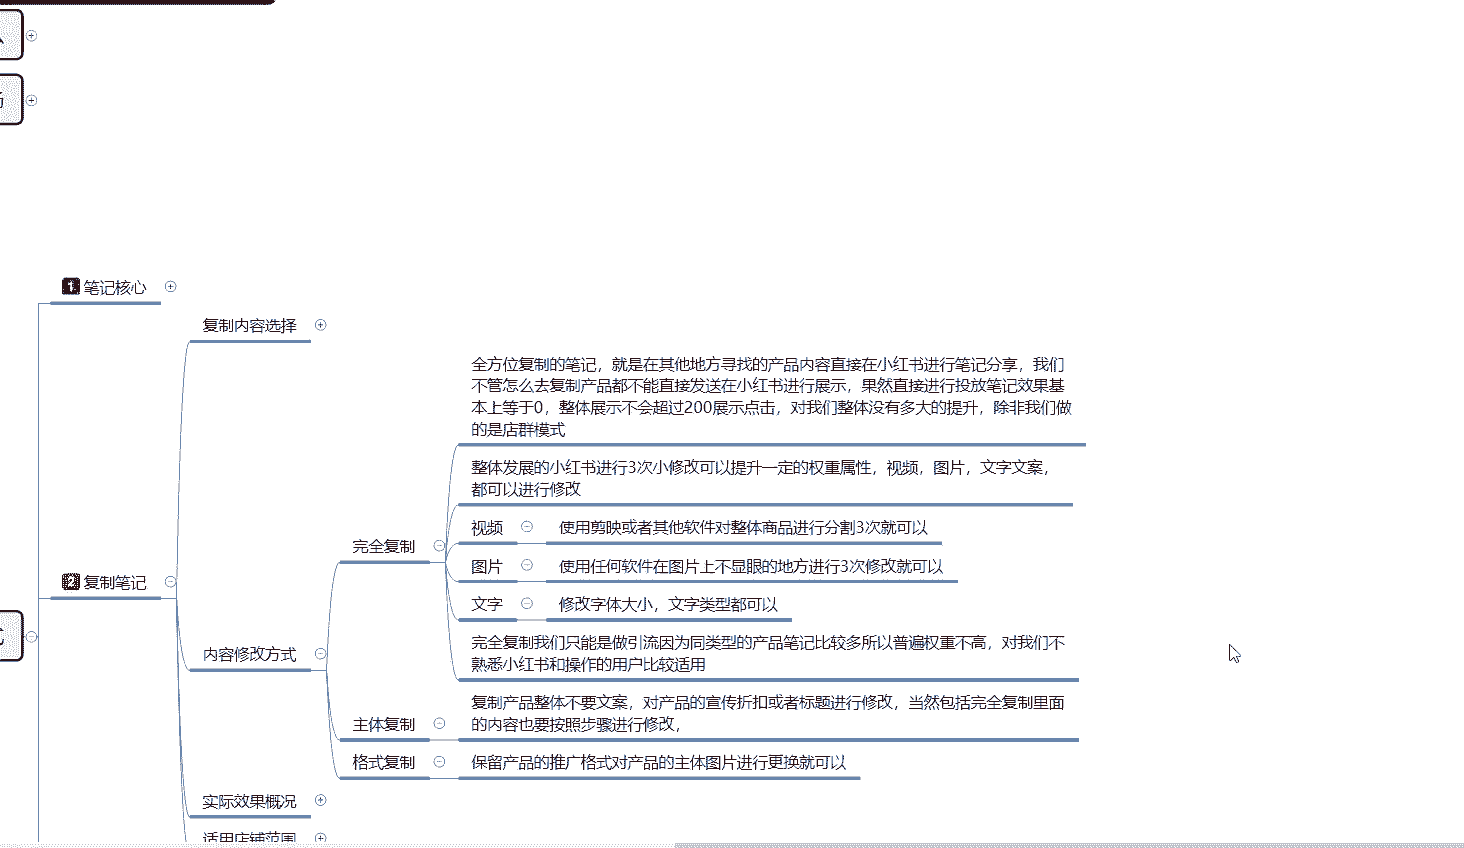 1 笔记核心
复制内容选择
全方位复制的笔记，就是在其他地方寻找的产品内容直接在小红书进行笔记分享，我们
不管怎么去复制产品都不能直接发送在小红书进行展示，果然直接进行投放笔记效果基
本上等于0，整体展示不会超过200展示点击，对我们整体没有多大的提升，除非我们做
的是店群模式
整体发展的小红书进行3次小修改可以提升一定的权重属性，视频，图片，文字文案，
都可以进行修改
视频 使用剪映或者其他软件对整体商品进行分割3次就可以
完全复制
图片 使用任何软件在图片上不显眼的地方进行3次修改就可以
2 复制笔记
文字 修改字体大小，文字类型都可以
完全复制我们只能是做引流因为同类型的产品笔记比较多所以普遍权重不高，对我们不
熟悉小红书和操作的用户比较适用
内容修改方式
复制产品整体不要文案，对产品的宣传折扣或者标题进行修改，当然包括完全复制里面
的内容也要按照步骤进行修改，
主体复制
格式复制 保留产品的推广格式对产品的主体图片进行更换就可以
实际效果概况
适用店铺范围